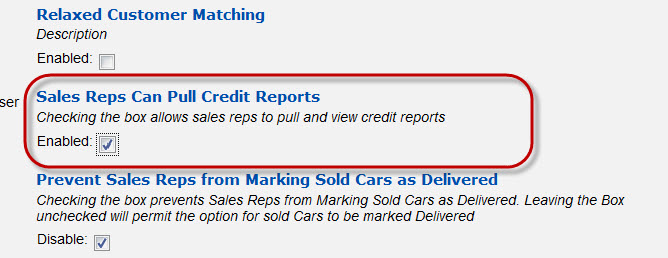 Relaxed Customer Matching
Description
Enabled:
ser
Sales Reps Can Pull Credit Reports
Checking the box allows sales reps to pull and view credit reports
Enabled:
Prevent Sales Reps from Marking Sold Cars as Delivered
Checking the box prevents Sales Reps from Marking Sold Cars as Delivered. Leaving the Box
unchecked will permit the option for sold Cars to be marked Delivered
Disable: